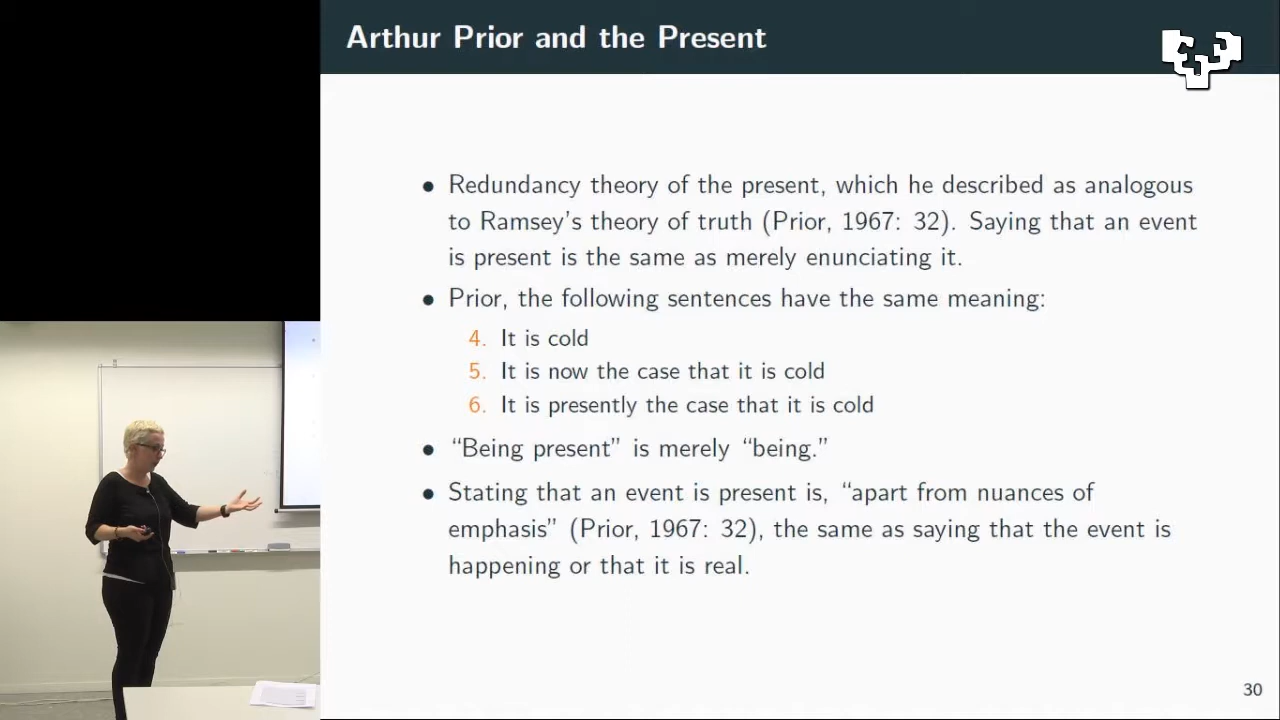 Arthur Prior and the Present
• Redundancy theory of the present, which he described as analogous
to Ramsey's theory of truth (Prior, 1967: 32). Saying that an event
is present is the same as merely enunciating it.
• Prior, the following sentences have the same meaning:
4. It is cold
5. It is now the case that it is cold
6. It is presently the case that it is cold
• “Being present” is merely “being.”
• Stating that an event is present is, “apart from nuances of
emphasis” (Prior, 1967: 32), the same as saying that the event is
happening or that it is real.
30